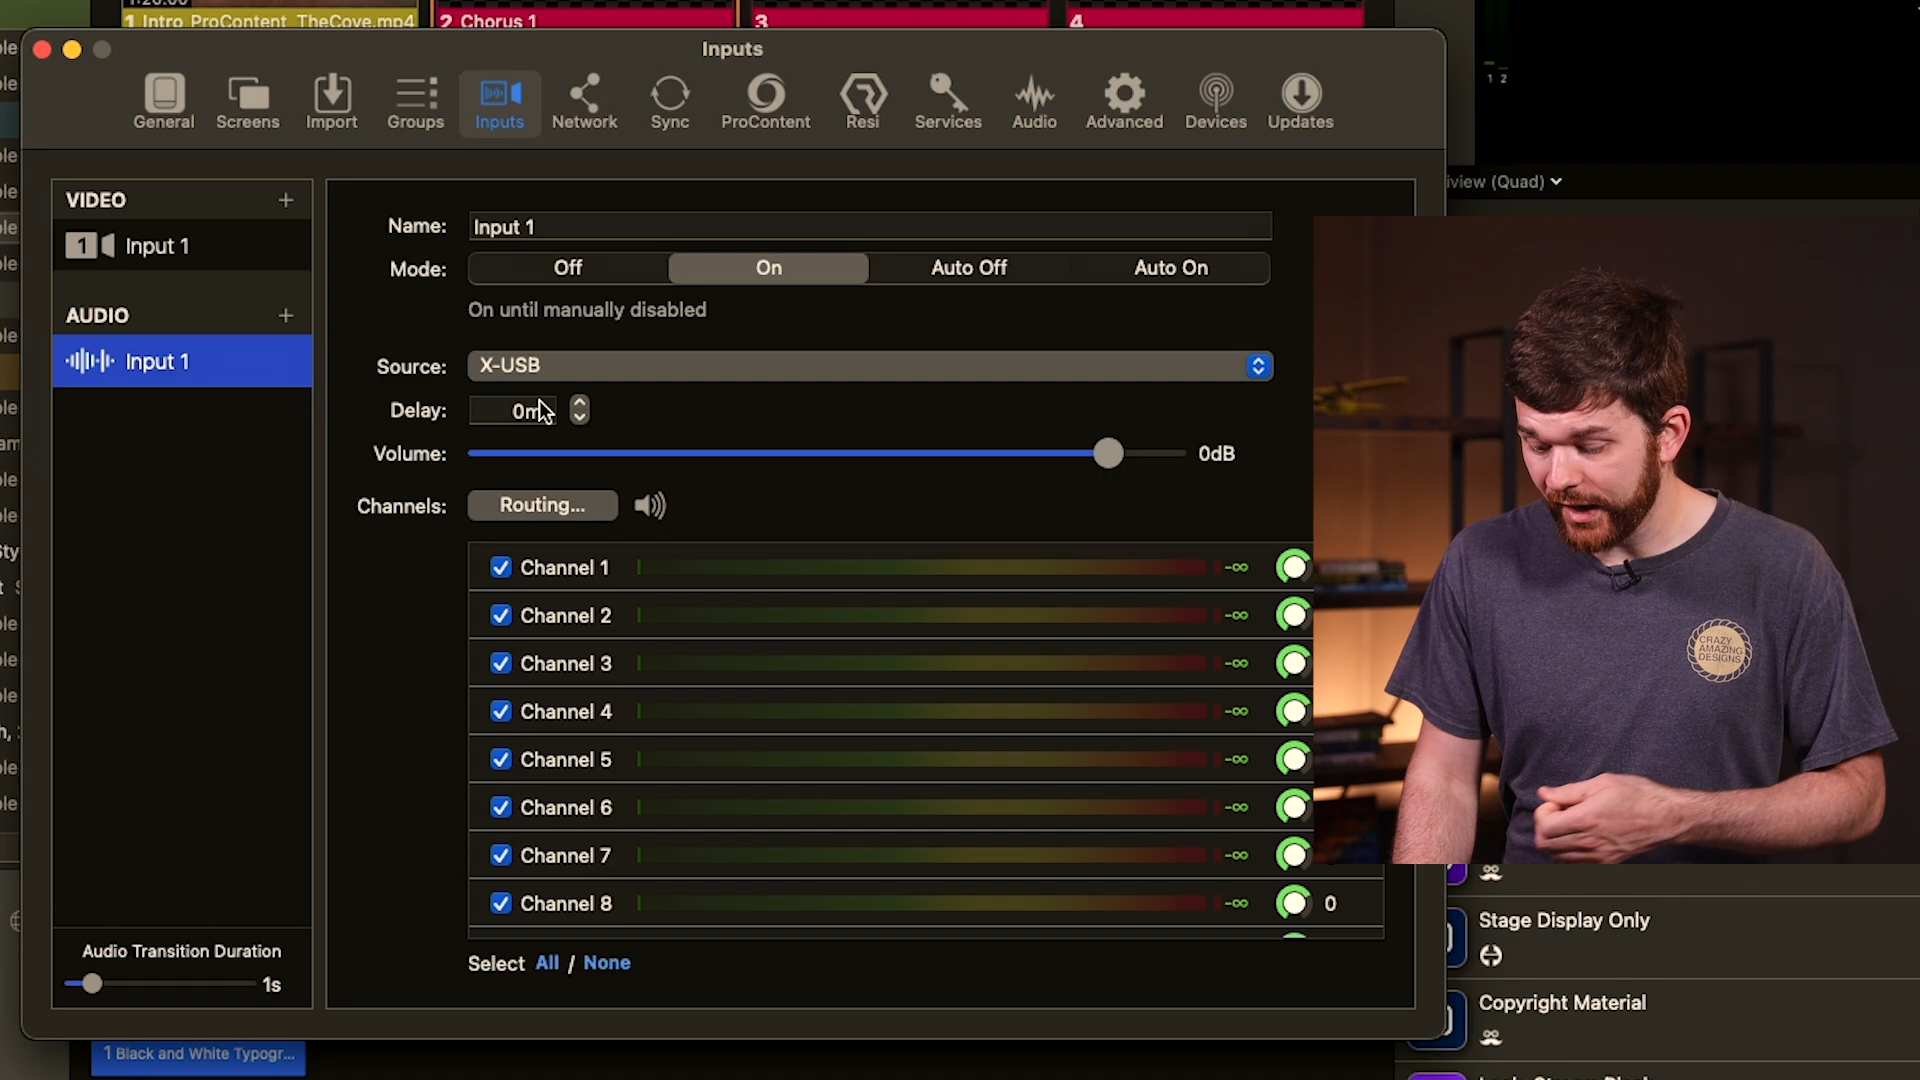 1 Intro ProContent_TheCove.mp4
2 Chorus 1
3
4
Inputs
General
Screens
Import
Groups
Inputs
Network
Sync
ProContent
Resi
Services
Audio
Advanced
Devices
Updates
1 2
iview (Quad)
VIDEO +
1 Input 1
AUDIO +
Input 1
Audio Transition Duration
1s
Name: Input 1
Mode: Off On Auto Off Auto On
On until manually disabled
Source: X-USB
Delay: 0m
Volume: 0dB
Channels: Routing...
Channel 1 -∞
Channel 2 -∞
Channel 3 -∞
Channel 4 -∞
Channel 5 -∞
Channel 6 -∞
Channel 7 -∞
Channel 8 -∞ 0
Select All / None
CRAZY
AMAZING
DESIGNS
Stage Display Only
Copyright Material
1 Black and White Typogr...